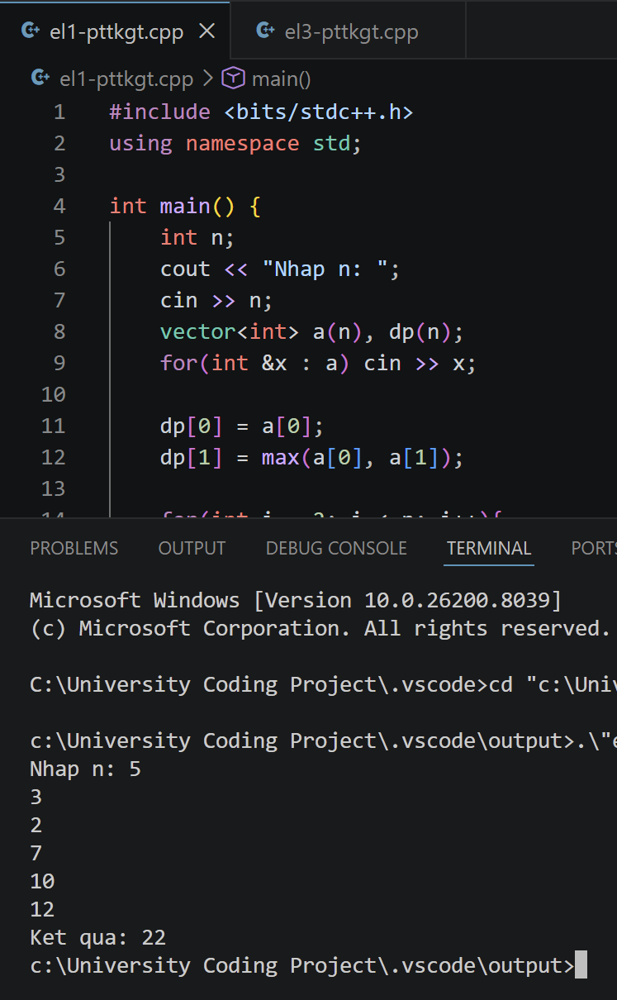 el1-pttkgt.cpp
el3-pttkgt.cpp
el1-pttkgt.cpp > main()
1 #include <bits/stdc++.h>
2 using namespace std;
3
4 int main() {
5 int n;
6 cout << "Nhap n: ";
7 cin >> n;
8 vector<int> a(n), dp(n);
9 for(int &x : a) cin >> x;
10
11 dp[0] = a[0];
12 dp[1] = max(a[0], a[1]);
13
14 for(int i = 2; i < n; i++){
PROBLEMS OUTPUT DEBUG CONSOLE TERMINAL PORTS
Microsoft Windows [Version 10.0.26200.8039]
(c) Microsoft Corporation. All rights reserved.
C:\University Coding Project\.vscode>cd "c:\Univ
c:\University Coding Project\.vscode\output>.\"e
Nhap n: 5
3
2
7
10
12
Ket qua: 22
c:\University Coding Project\.vscode\output>